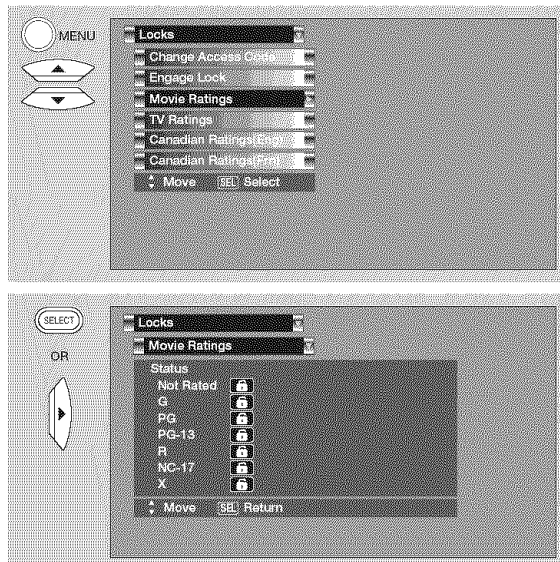 MENU
Locks
Change Access Code
Engage Lock
Movie Ratings
TV Ratings
Canadian Ratings(Eng)
Canadian Ratings(Frn)
Move SEL Select
SELECT
OR
Locks
Movie Ratings
Status
Not Rated
G
PG
PG-13
R
NC-17
X
Move SEL Return